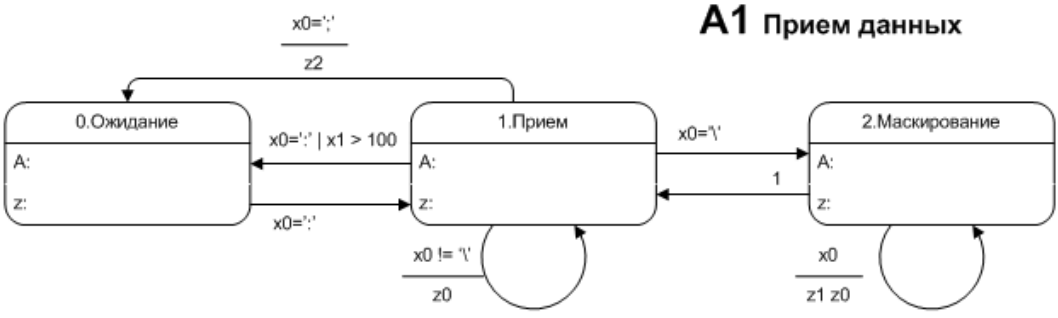 A1 Прием данных
x0=';'
z2
0.Ожидание
A:
z:
x0=':' | x1 > 100
x0=':'
1.Прием
A:
z:
x0='\'
1
2.Маскирование
A:
z:
x0 != '\'
z0
x0
z1 z0